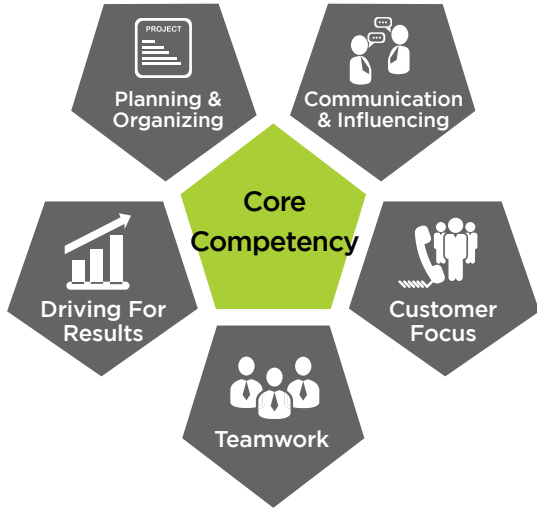 PROJECT
Planning &
Organizing
Communication
& Influencing
Core
Competency
Driving For
Results
Customer
Focus
Teamwork